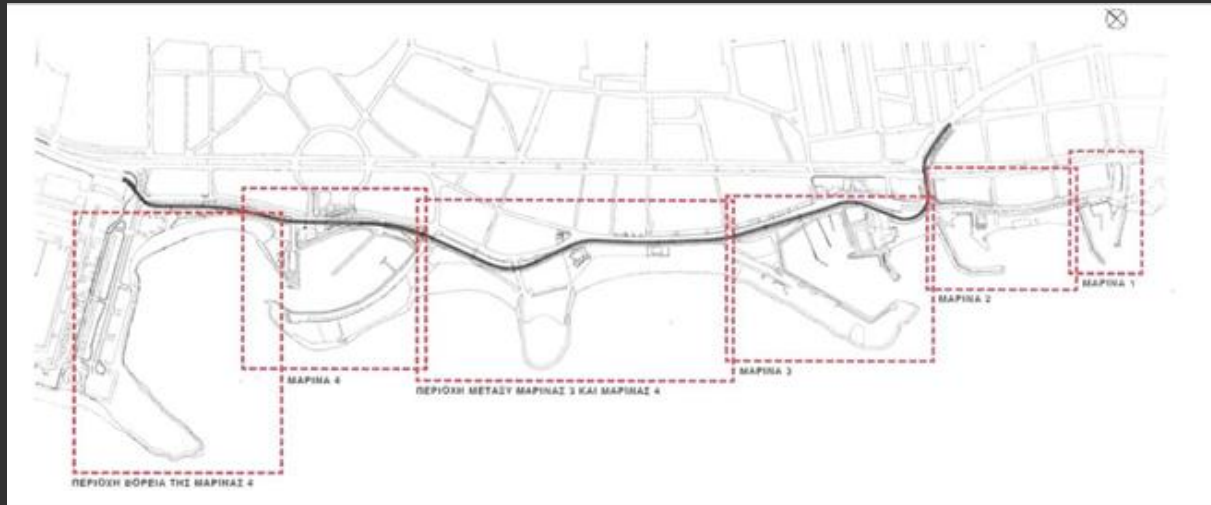 ΜΑΡΙΝΑ 1
ΜΑΡΙΝΑ 2
ΜΑΡΙΝΑ 3
ΜΑΡΙΝΑ 4
ΠΕΡΙΟΧΗ ΜΕΤΑΞΥ ΜΑΡΙΝΑΣ 3 ΚΑΙ ΜΑΡΙΝΑΣ 4
ΠΕΡΙΟΧΗ ΒΟΡΕΙΑ ΤΗΣ ΜΑΡΙΝΑΣ 4